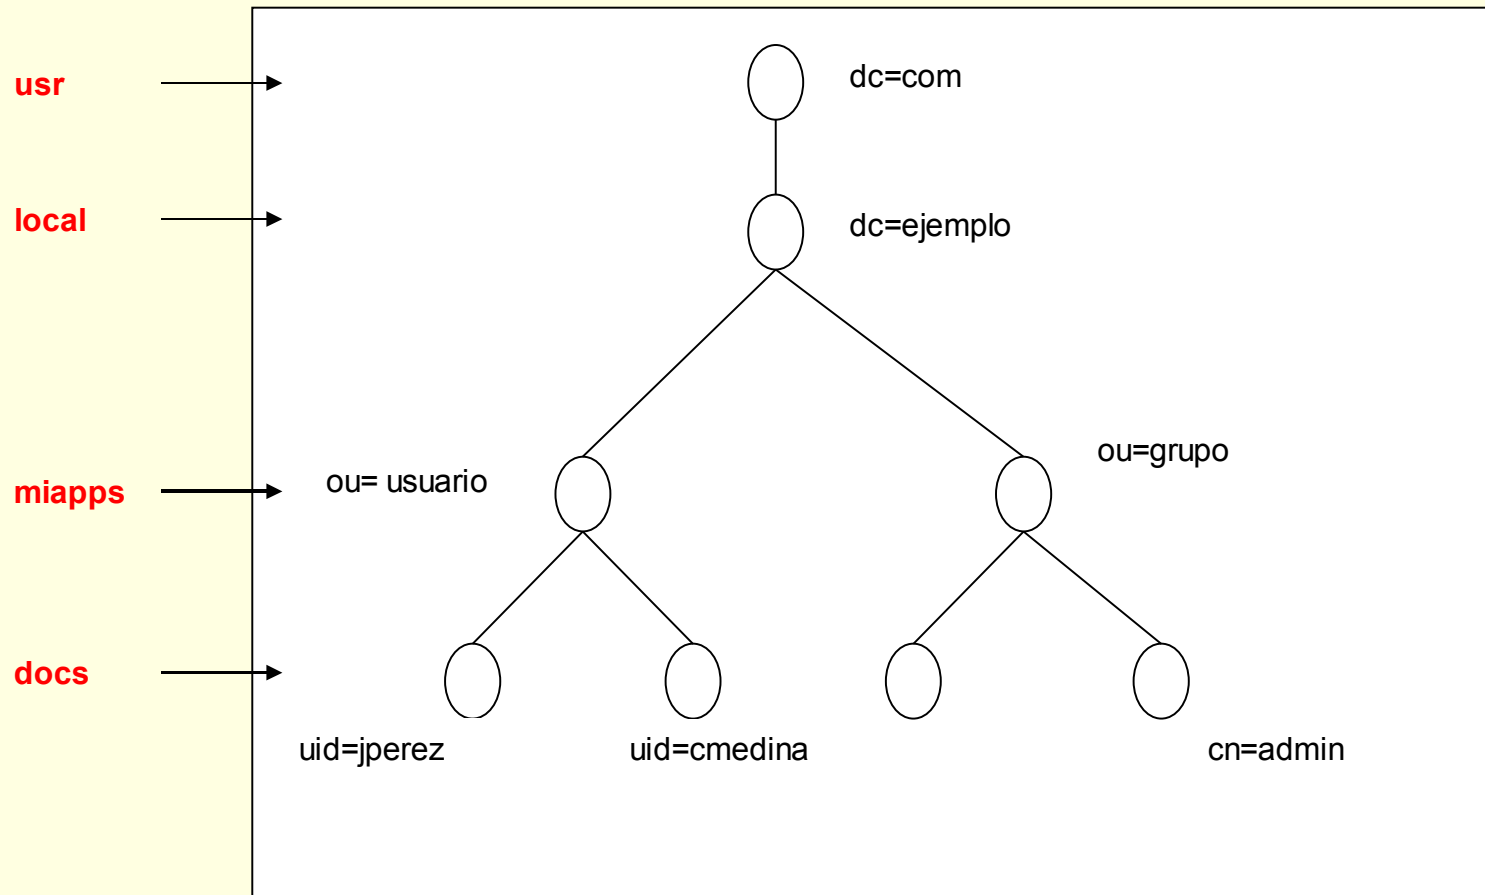 usr
dc=com
local
dc=ejemplo
ou=grupo
miapps
ou= usuario
docs
uid=jperez
uid=cmedina
cn=admin